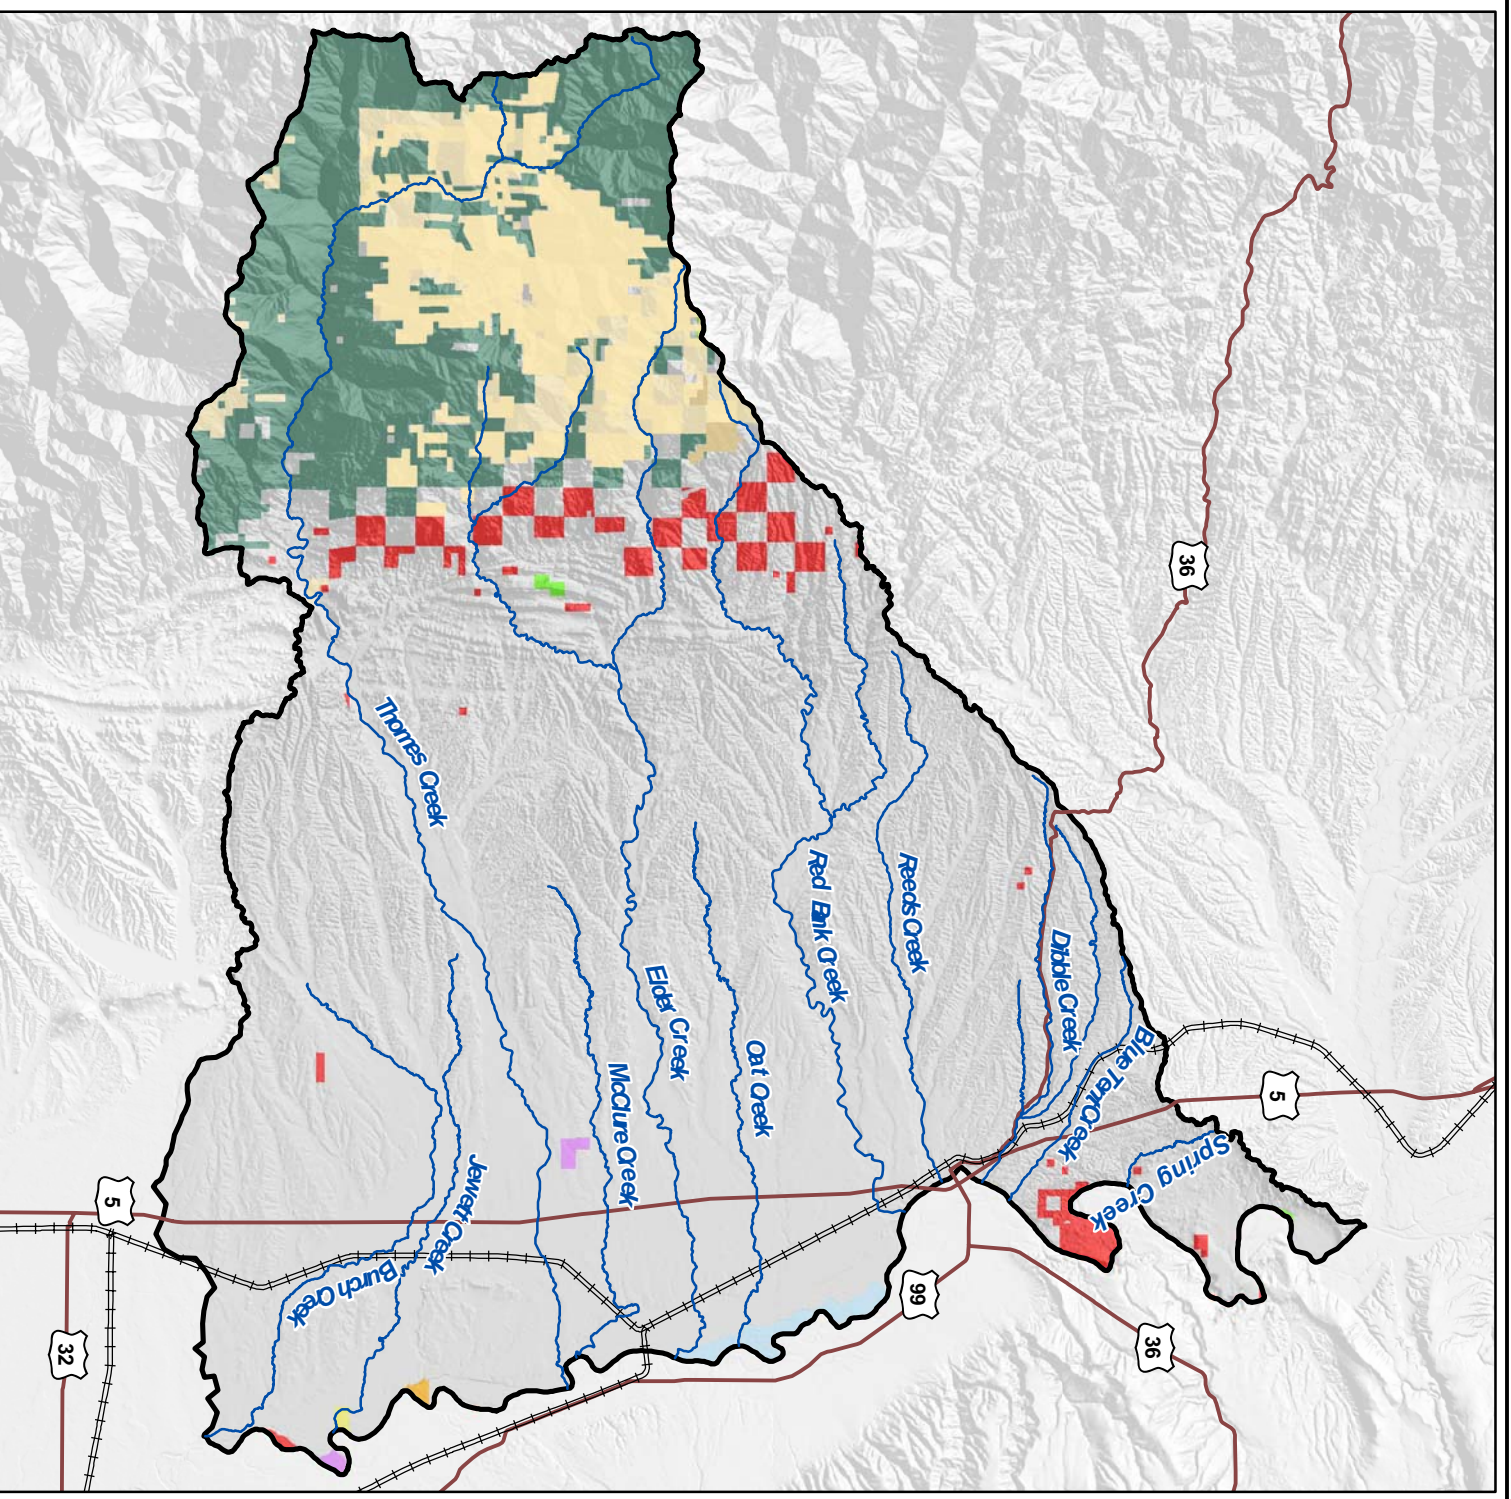 36
Thomes Creek
Red Bank Creek
Reeds Creek
Dibble Creek
Elder Creek
Blue Tent Creek
Oat Creek
McClure Creek
5
Spring Creek
Jewett Creek
5
Burch Creek
99
36
32